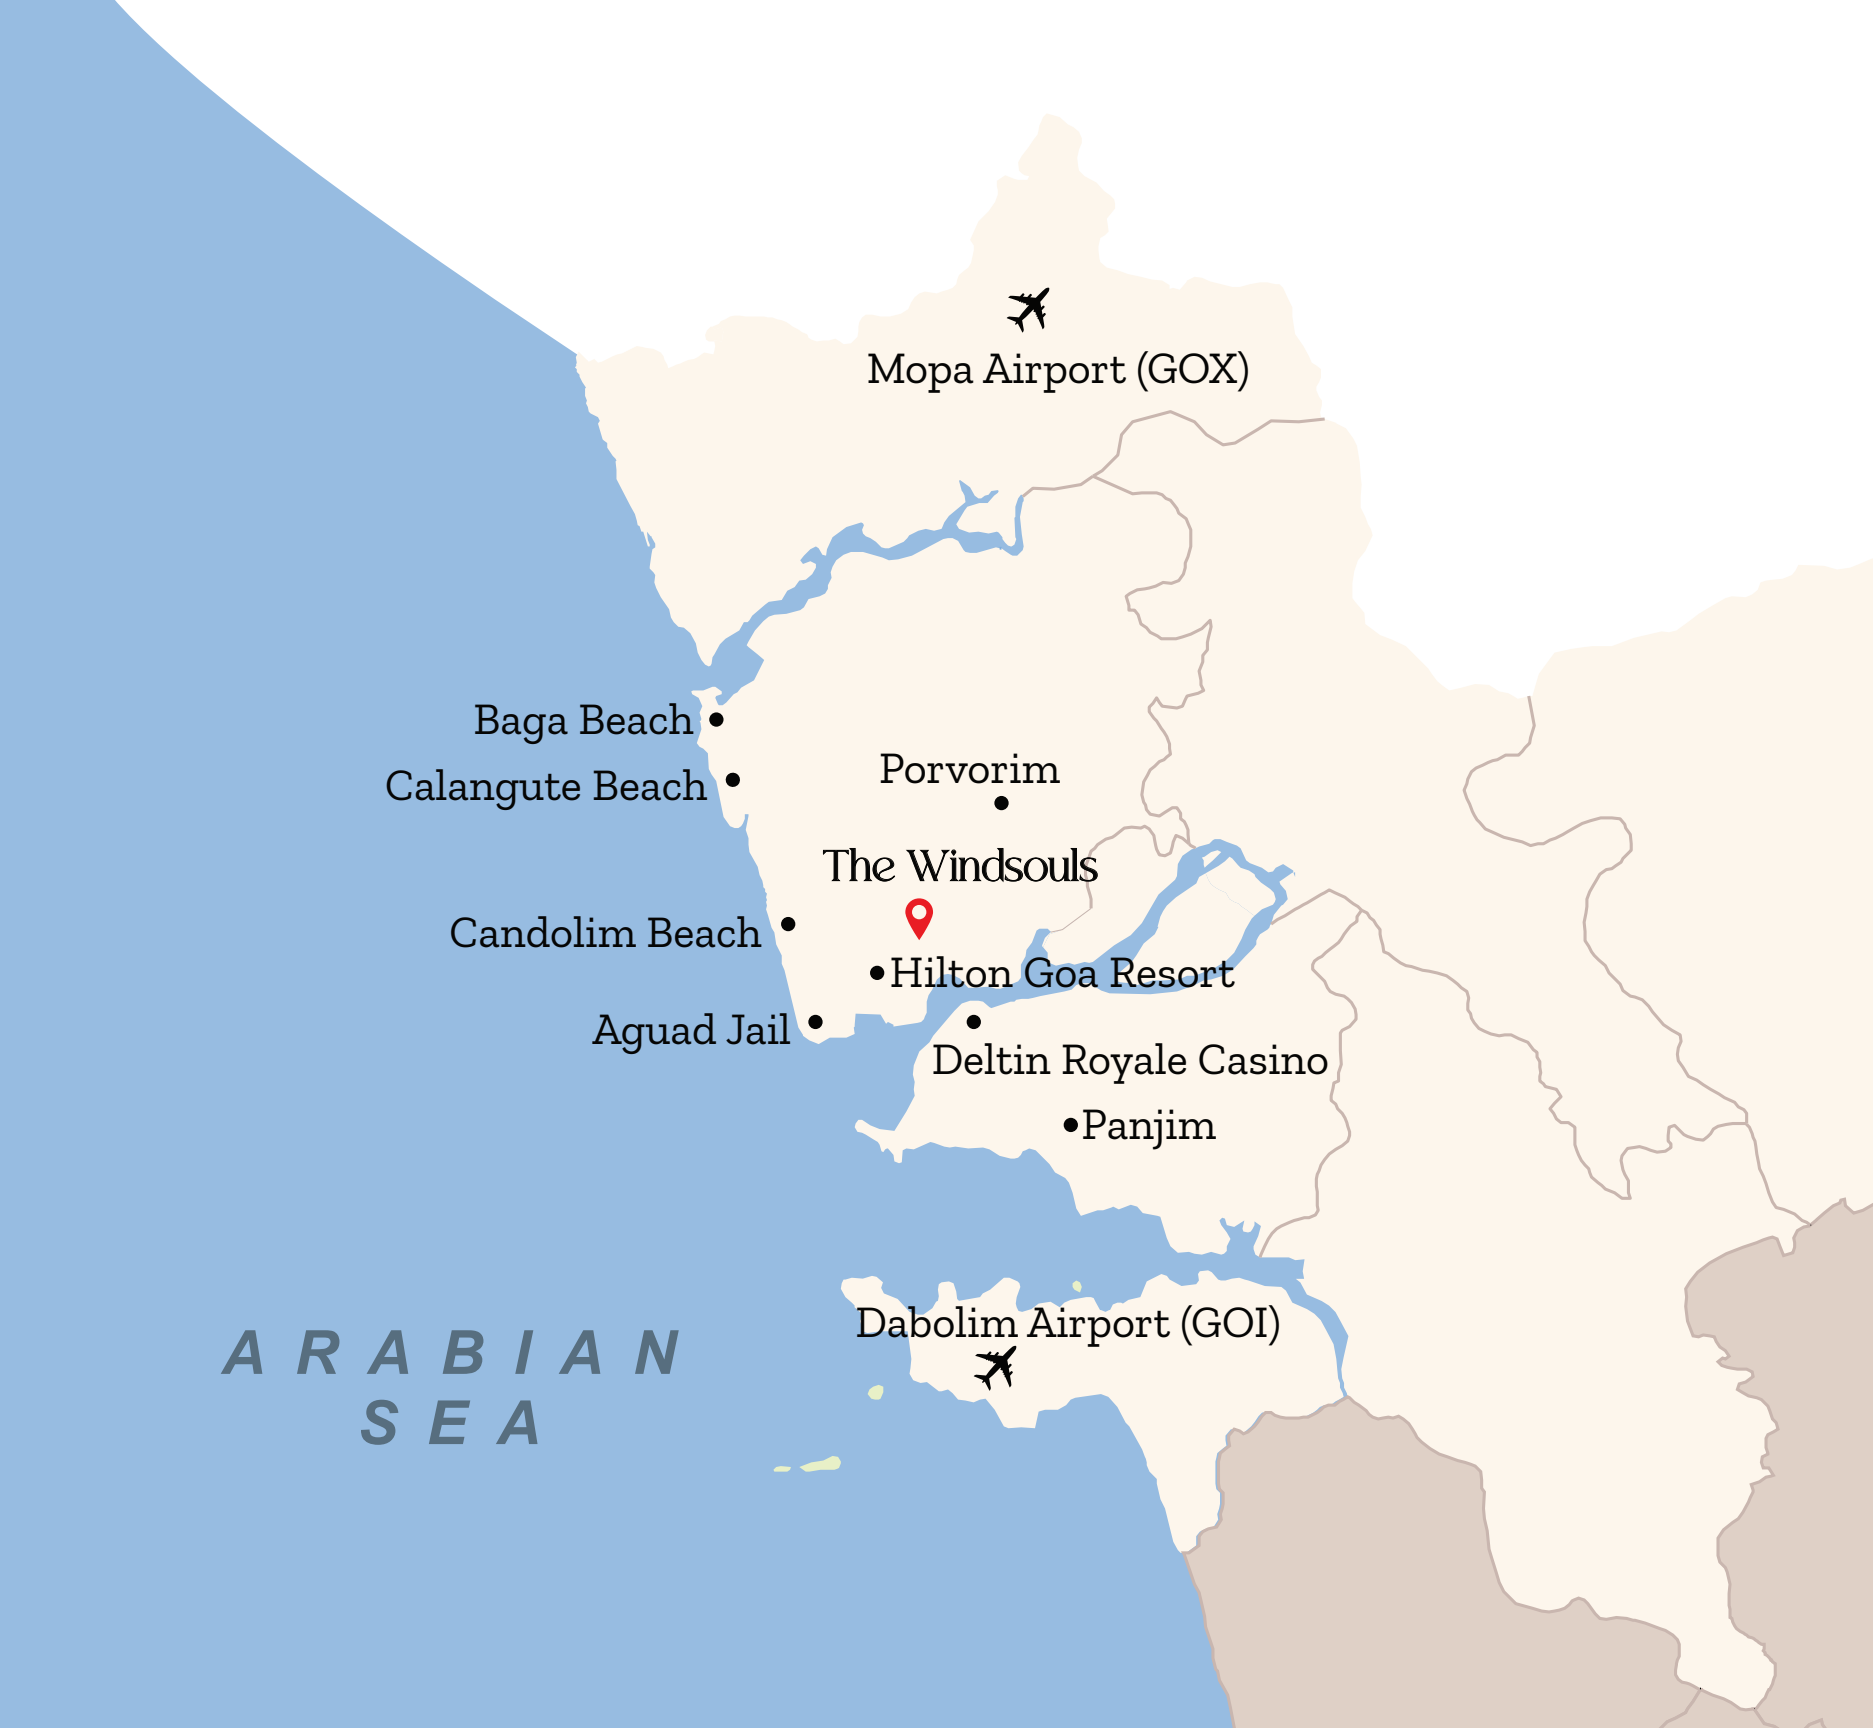 Mopa Airport (GOX)
Baga Beach
Calangute Beach
Porvorim
The Windsouls
Candolim Beach
Hilton Goa Resort
Aguad Jail
Deltin Royale Casino
Panjim
Dabolim Airport (GOI)
ARABIAN
SEA